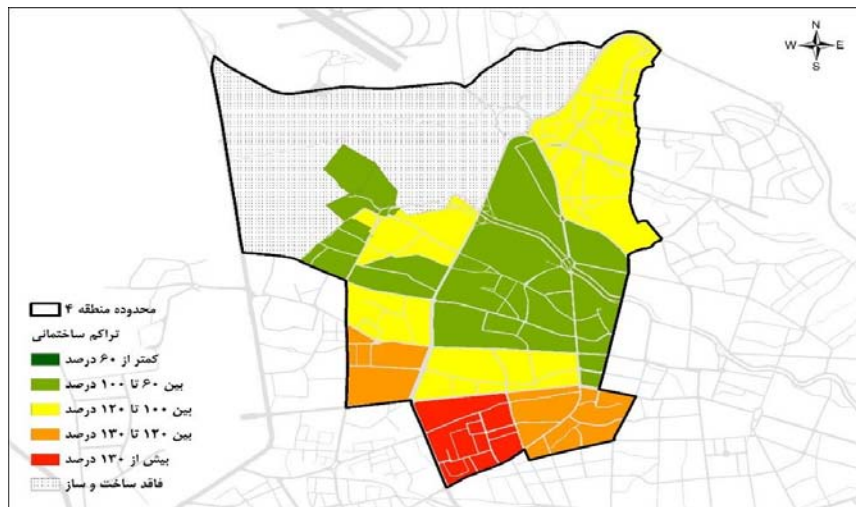 N
W E
S
محدوده منطقه ۴
تراکم ساختمانی
کمتر از ۶۰ درصد
بین ۶۰ تا ۱۰۰ درصد
بین ۱۰۰ تا ۱۲۰ درصد
بین ۱۲۰ تا ۱۳۰ درصد
بیش از ۱۳۰ درصد
فاقد ساخت و ساز